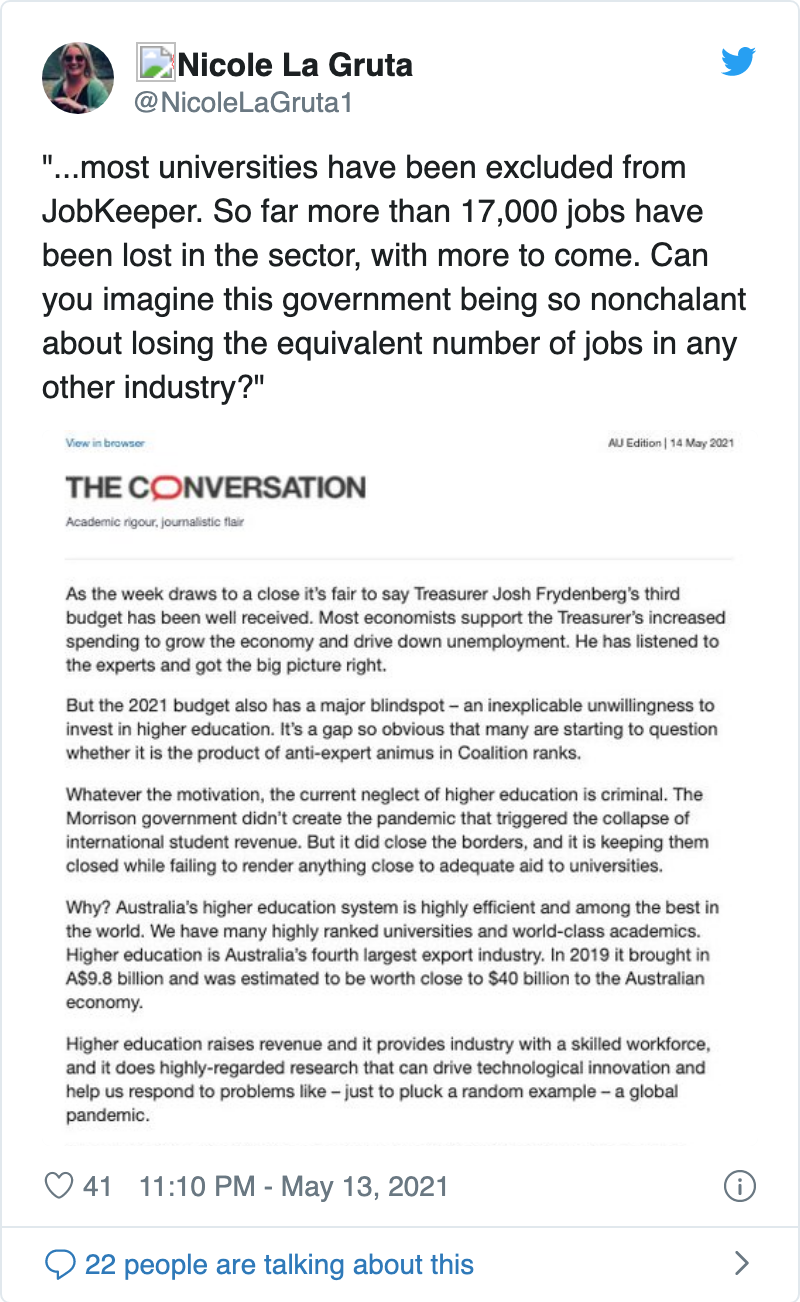 Nicole La Gruta
@NicoleLaGruta1
"...most universities have been excluded from
JobKeeper. So far more than 17,000 jobs have
been lost in the sector, with more to come. Can
you imagine this government being so nonchalant
about losing the equivalent number of jobs in any
other industry?"
View in browser
AU Edition | 14 May 2021
THE CONVERSATION
Academic rigour, journalistic flair
As the week draws to a close it's fair to say Treasurer Josh Frydenberg's third
budget has been well received. Most economists support the Treasurer's increased
spending to grow the economy and drive down unemployment. He has listened to
the experts and got the big picture right.
But the 2021 budget also has a major blindspot – an inexplicable unwillingness to
invest in higher education. It's a gap so obvious that many are starting to question
whether it is the product of anti-expert animus in Coalition ranks.
Whatever the motivation, the current neglect of higher education is criminal. The
Morrison government didn't create the pandemic that triggered the collapse of
international student revenue. But it did close the borders, and it is keeping them
closed while failing to render anything close to adequate aid to universities.
Why? Australia's higher education system is highly efficient and among the best in
the world. We have many highly ranked universities and world-class academics.
Higher education is Australia's fourth largest export industry. In 2019 it brought in
A$9.8 billion and was estimated to be worth close to $40 billion to the Australian
economy.
Higher education raises revenue and it provides industry with a skilled workforce,
and it does highly-regarded research that can drive technological innovation and
help us respond to problems like – just to pluck a random example – a global
pandemic.
41 11:10 PM - May 13, 2021
22 people are talking about this